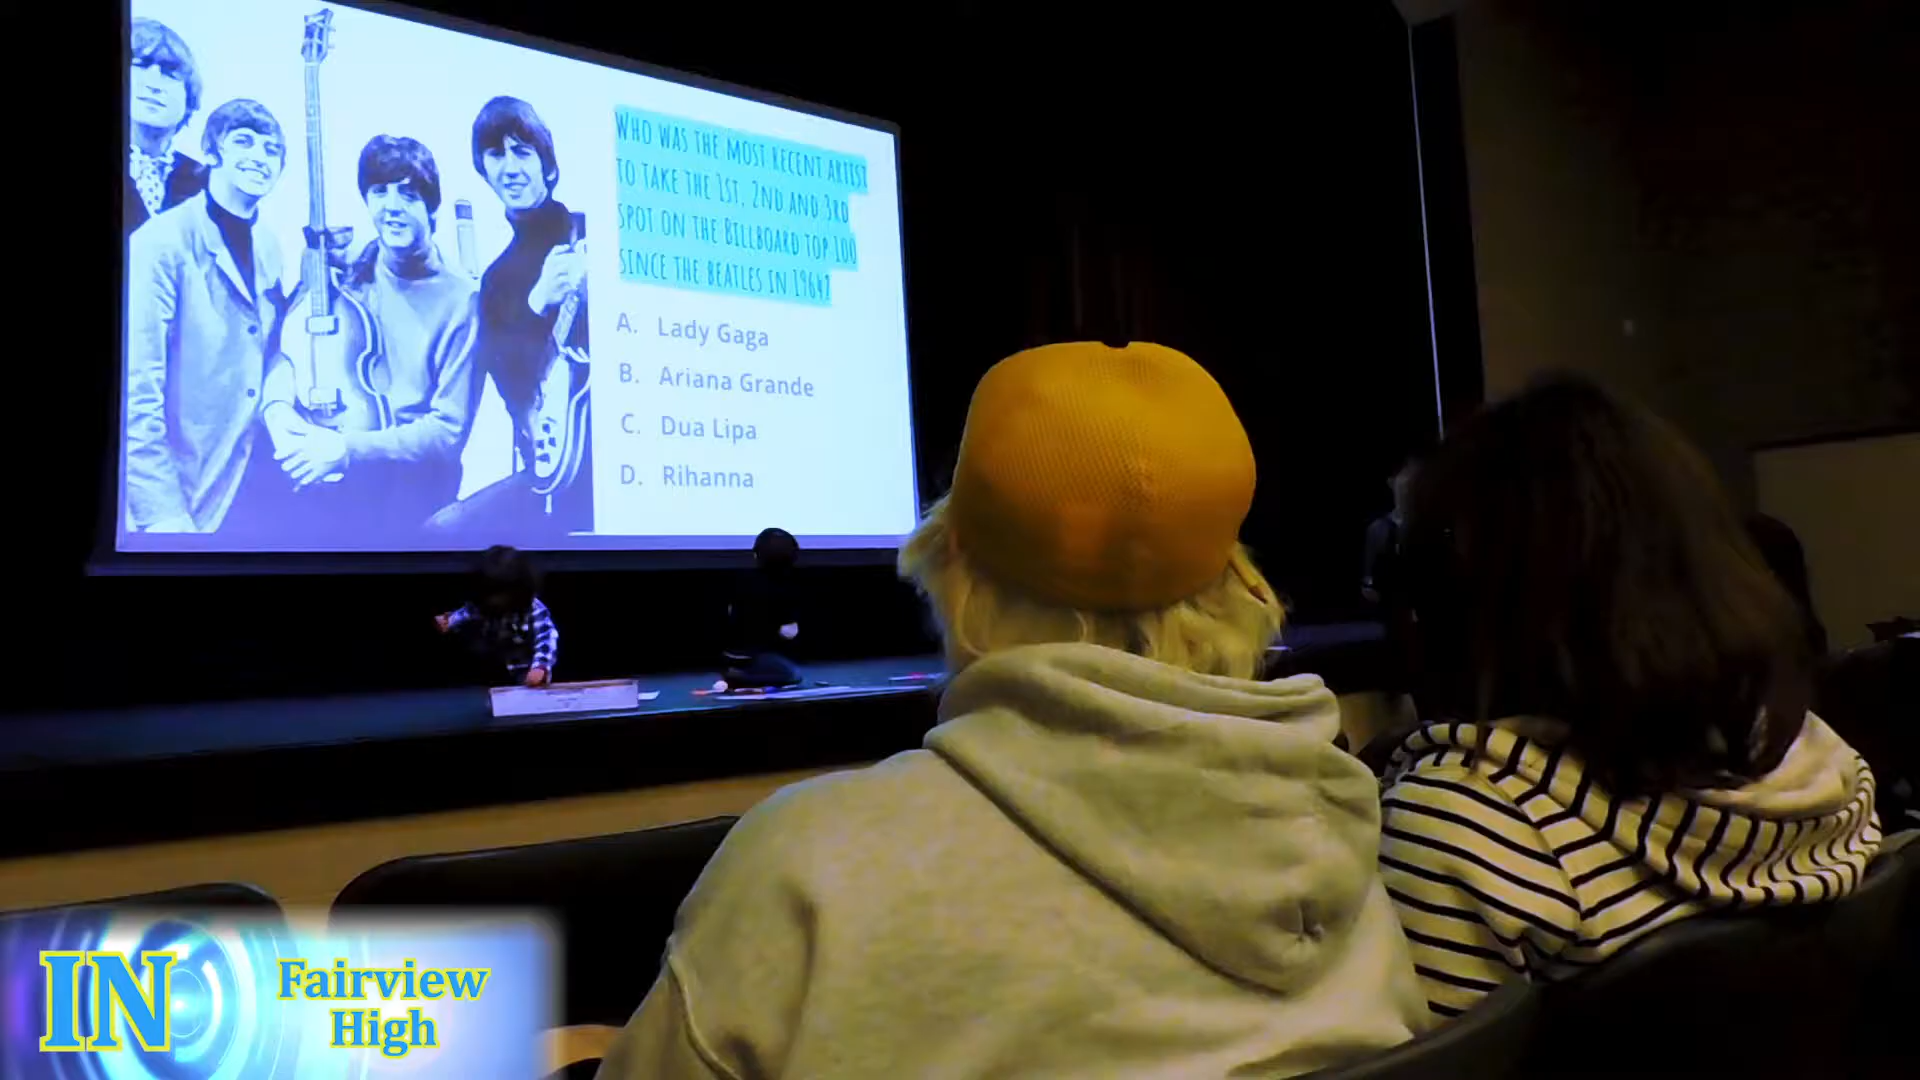 WHO WAS THE MOST RECENT ARTIST
TO TAKE THE 1ST, 2ND AND 3RD
SPOT ON THE BILLBOARD TOP 100
SINCE THE BEATLES IN 1964?
A. Lady Gaga
B. Ariana Grande
C. Dua Lipa
D. Rihanna
IN
Fairview
High